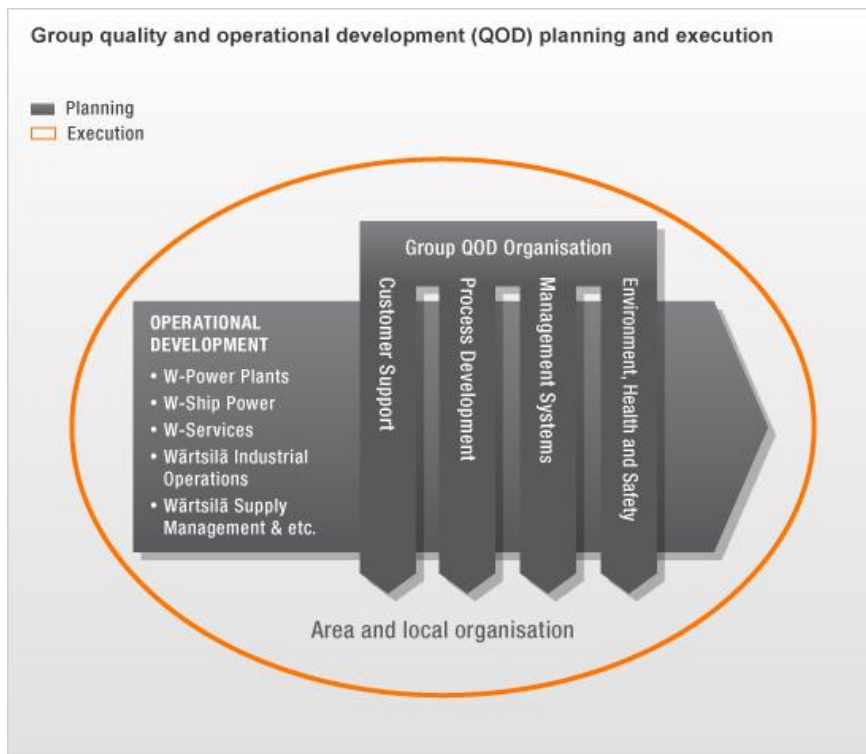 Group quality and operational development (QOD) planning and execution
Planning
Execution
Group QOD Organisation
Customer Support
Process Development
Management Systems
Environment, Health and Safety
OPERATIONAL
DEVELOPMENT
• W-Power Plants
• W-Ship Power
• W-Services
• Wärtsilä Industrial
Operations
• Wärtsilä Supply
Management & etc.
Area and local organisation